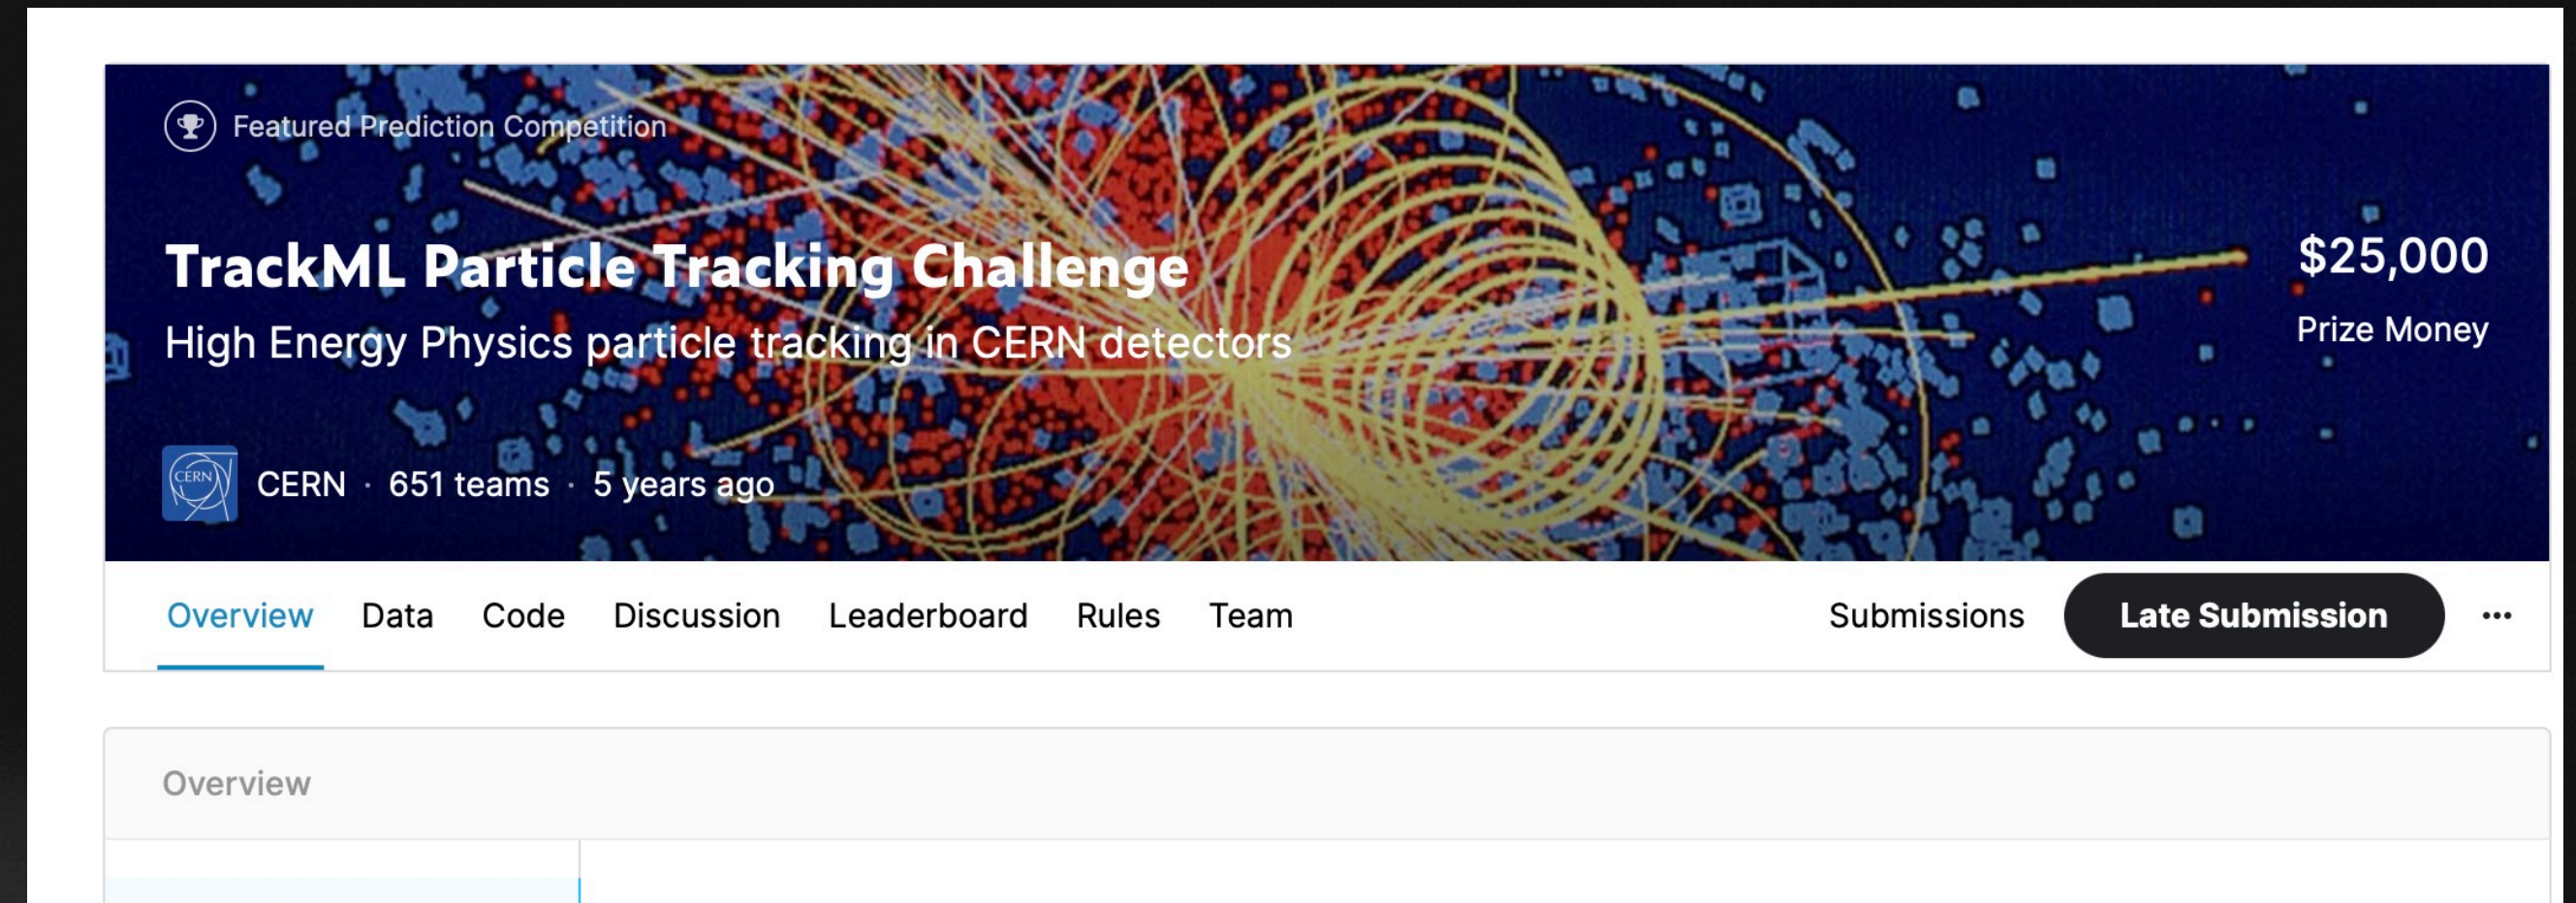 Featured Prediction Competition
TrackML Particle Tracking Challenge
$25,000
High Energy Physics particle tracking in CERN detectors
Prize Money
CERN
CERN · 651 teams · 5 years ago
Overview Data Code Discussion Leaderboard Rules Team Submissions Late Submission ...
Overview